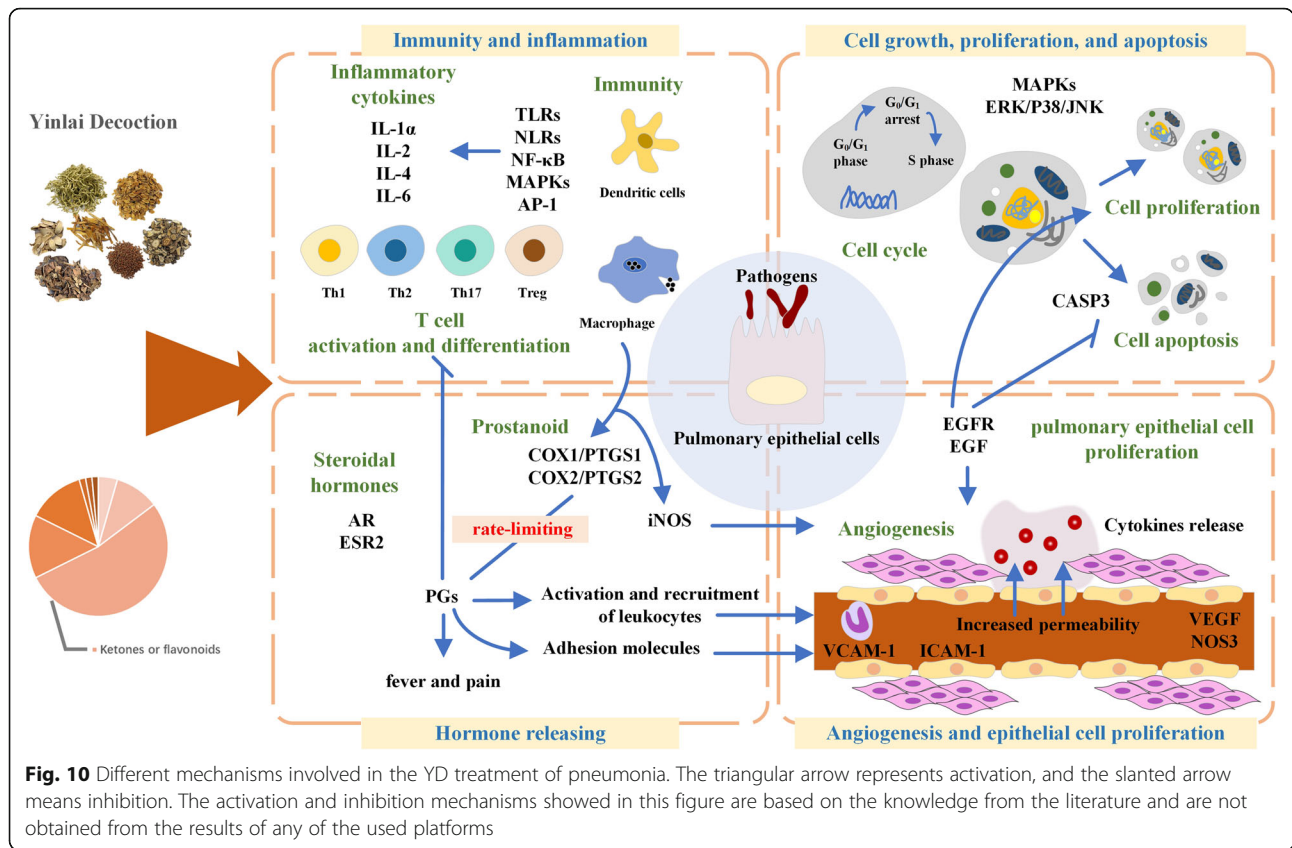 Yinlai Decoction
Ketones or flavonoids
Immunity and inflammation
Inflammatory
cytokines
IL-1α
IL-2
IL-4
IL-6
TLRs
NLRs
NF-κB
MAPKs
AP-1
Immunity
Dendritic cells
Th1
Th2
Th17
Treg
Macrophage
T cell
activation and differentiation
Cell growth, proliferation, and apoptosis
G₀/G₁
arrest
G₀/G₁
phase
S phase
Cell cycle
MAPKs
ERK/P38/JNK
Cell proliferation
CASP3
Cell apoptosis
Pathogens
Pulmonary epithelial cells
Prostanoid
COX1/PTGS1
COX2/PTGS2
Steroidal
hormones
AR
ESR2
rate-limiting
iNOS
PGs
Activation and recruitment
of leukocytes
Adhesion molecules
fever and pain
Hormone releasing
EGFR
EGF
pulmonary epithelial cell
proliferation
Angiogenesis
Cytokines release
Increased permeability
VCAM-1
ICAM-1
VEGF
NOS3
Angiogenesis and epithelial cell proliferation
Fig. 10 Different mechanisms involved in the YD treatment of pneumonia. The triangular arrow represents activation, and the slanted arrow
means inhibition. The activation and inhibition mechanisms showed in this figure are based on the knowledge from the literature and are not
obtained from the results of any of the used platforms